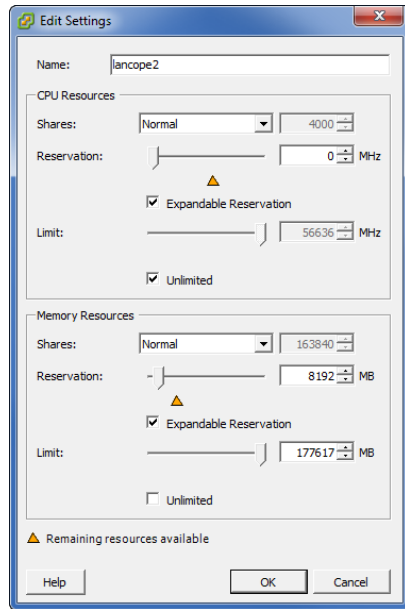 Edit Settings
Name: lancope2
CPU Resources
Shares: Normal 4000
Reservation: 0 MHz
Expandable Reservation
Limit: 56636 MHz
Unlimited
Memory Resources
Shares: Normal 163840
Reservation: 8192 MB
Expandable Reservation
Limit: 177617 MB
Unlimited
Remaining resources available
Help OK Cancel